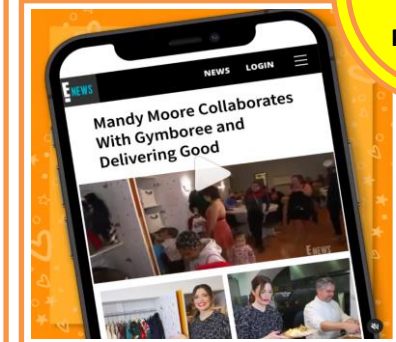 E NEWS
NEWS LOGIN
Mandy Moore Collaborates
With Gymboree and
Delivering Good
E NEWS